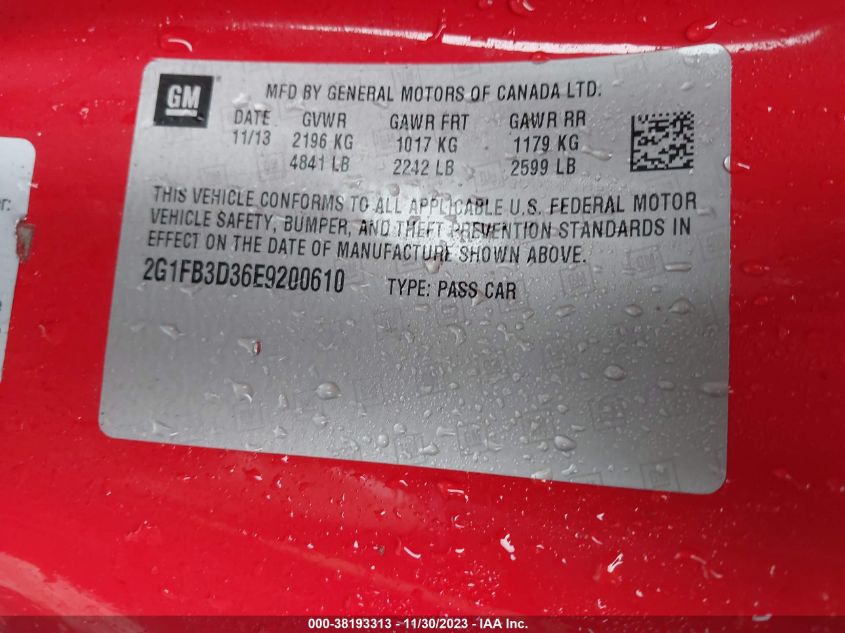 GM
MFD BY GENERAL MOTORS OF CANADA LTD.
DATE GVWR GAWR FRT GAWR RR
11/13 2196 KG 1017 KG 1179 KG
4841 LB 2242 LB 2599 LB
THIS VEHICLE CONFORMS TO ALL APPLICABLE U.S. FEDERAL MOTOR
VEHICLE SAFETY, BUMPER, AND THEFT PREVENTION STANDARDS IN
EFFECT ON THE DATE OF MANUFACTURE SHOWN ABOVE.
2G1FB3D36E9200610 TYPE: PASS CAR
000-38193313 - 11/30/2023 - IAA Inc.